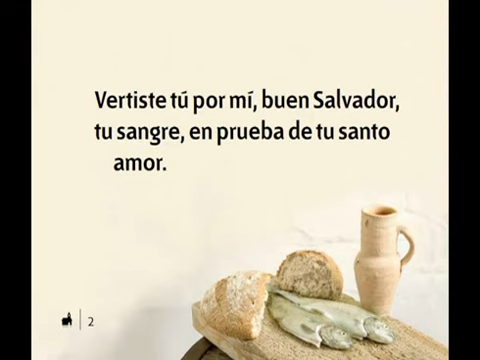 Vertiste tú por mí, buen Salvador,
tu sangre, en prueba de tu santo
amor.
2